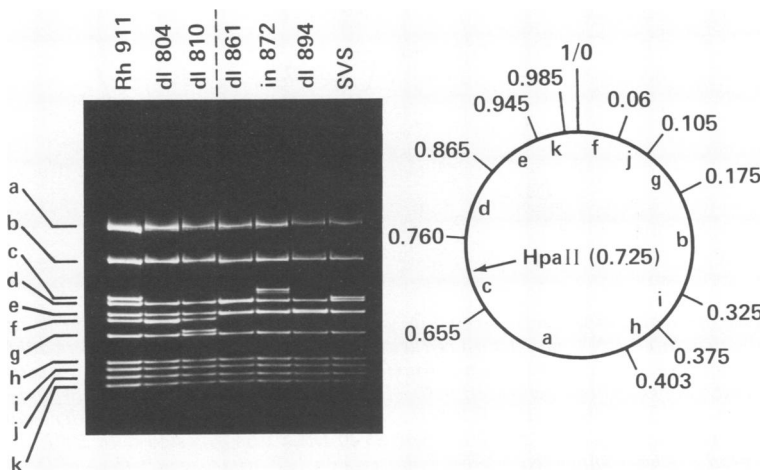 Rh 911
dl 804
dl 810
dl 861
in 872
dl 894
SVS
a
b
c
d
e
f
g
h
i
j
k
1/0
0.06
0.105
0.175
0.325
0.375
0.403
0.655
0.760
0.865
0.945
0.985
f
j
g
b
i
h
a
c
d
e
k
HpaII (0.725)